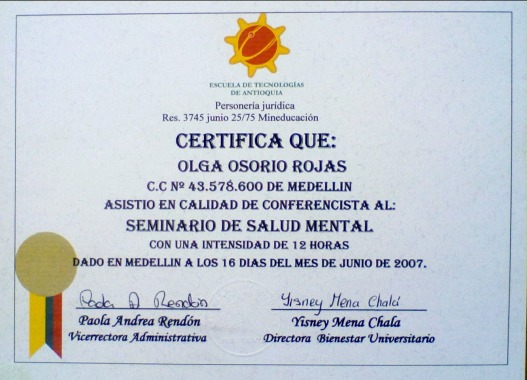 ESCUELA DE TECNOLOGÍAS
DE ANTIOQUIA
Personería jurídica
Res. 3745 junio 25/75 Mineducación
CERTIFICA QUE:
OLGA OSORIO ROJAS
C.C Nº 43.578.600 DE MEDELLIN
ASISTIO EN CALIDAD DE CONFERENCISTA AL:
SEMINARIO DE SALUD MENTAL
CON UNA INTENSIDAD DE 12 HORAS
DADO EN MEDELLIN A LOS 16 DIAS DEL MES DE JUNIO DE 2007.
Paola A Rendón Yisney Mena Chalá
Paola Andrea Rendón Yisney Mena Chala
Vicerrectora Administrativa Directora Bienestar Universitario